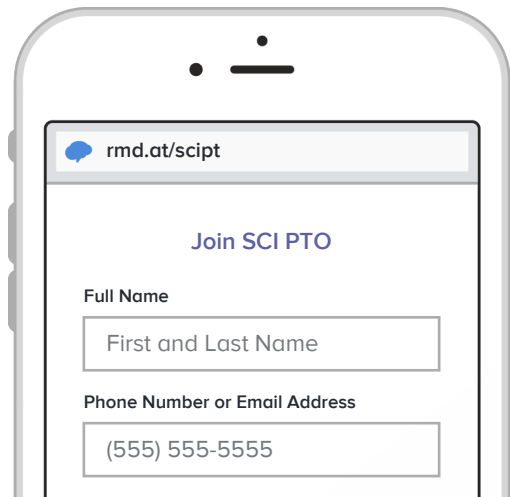 rmd.at/scipt
Join SCI PTO
Full Name
First and Last Name
Phone Number or Email Address
(555) 555-5555